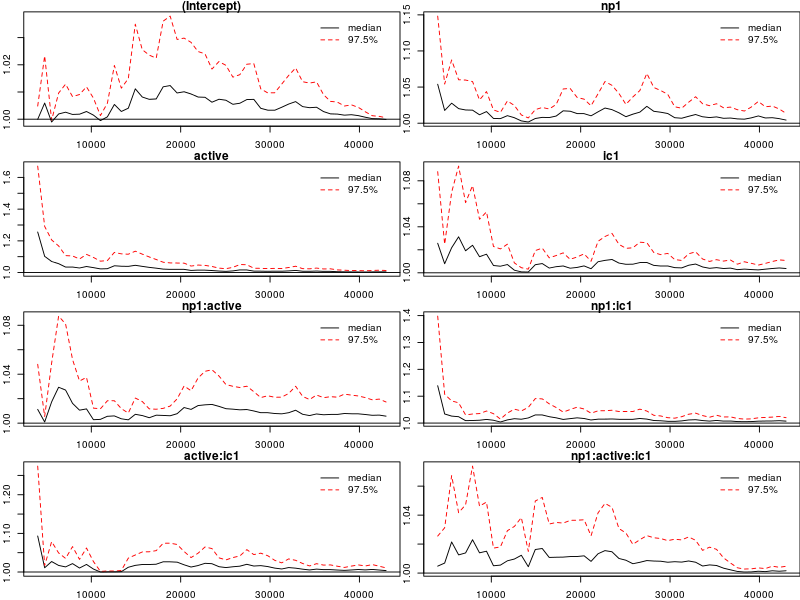 (Intercept)
1.00 1.02
median
97.5%
10000 20000 30000 40000
np1
1.00 1.05 1.10 1.15
median
97.5%
10000 20000 30000 40000
active
1.0 1.2 1.4 1.6
median
97.5%
10000 20000 30000 40000
lc1
1.00 1.04 1.08
median
97.5%
10000 20000 30000 40000
np1:active
1.00 1.04 1.08
median
97.5%
10000 20000 30000 40000
np1:lc1
1.0 1.1 1.2 1.3 1.4
median
97.5%
10000 20000 30000 40000
active:lc1
1.00 1.10 1.20
median
97.5%
10000 20000 30000 40000
np1:active:lc1
1.00 1.04
median
97.5%
10000 20000 30000 40000